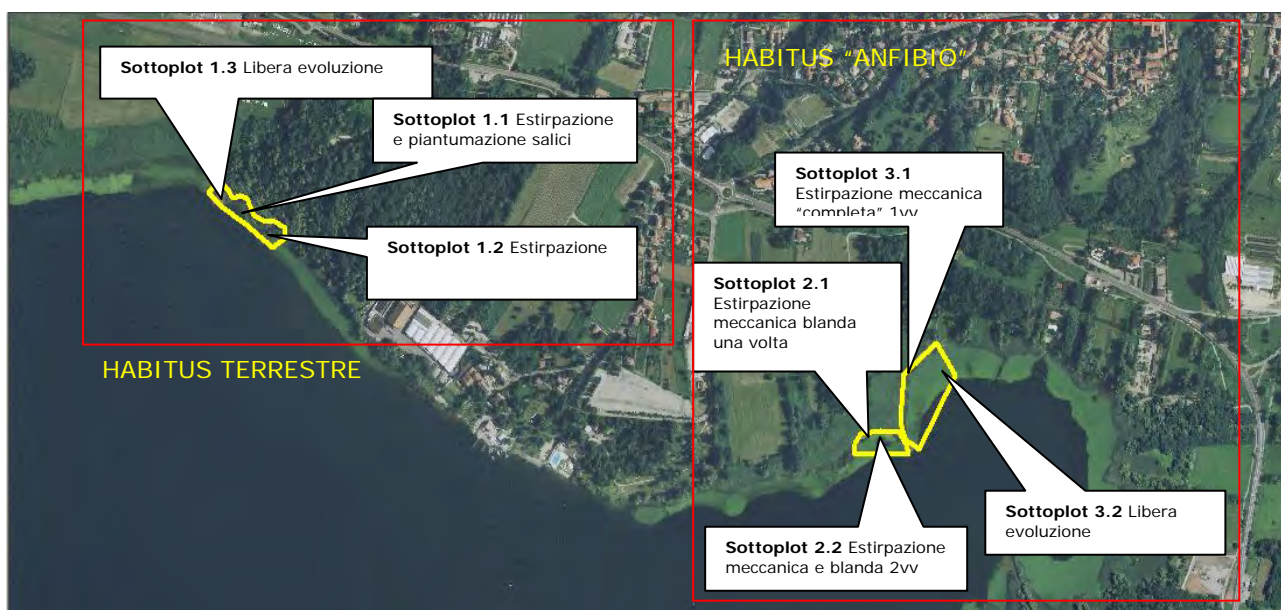 HABITUS "ANFIBIO"
Sottoplot 1.3 Libera evoluzione
Sottoplot 1.1 Estirpazione
e piantumazione salici
Sottoplot 1.2 Estirpazione
HABITUS TERRESTRE
Sottoplot 3.1
Estirpazione meccanica
"completa" 1vv
Sottoplot 2.1
Estirpazione
meccanica blanda
una volta
Sottoplot 3.2 Libera
evoluzione
Sottoplot 2.2 Estirpazione
meccanica e blanda 2vv